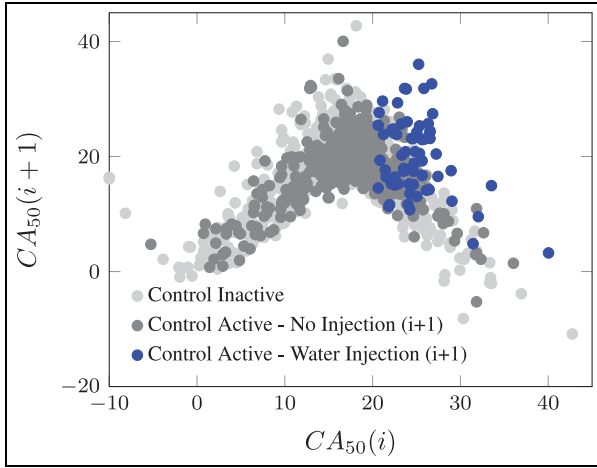 40
20
0
−20
CA₅₀(i + 1)
Control Inactive
Control Active - No Injection (i+1)
Control Active - Water Injection (i+1)
−10 0 10 20 30 40
CA₅₀(i)